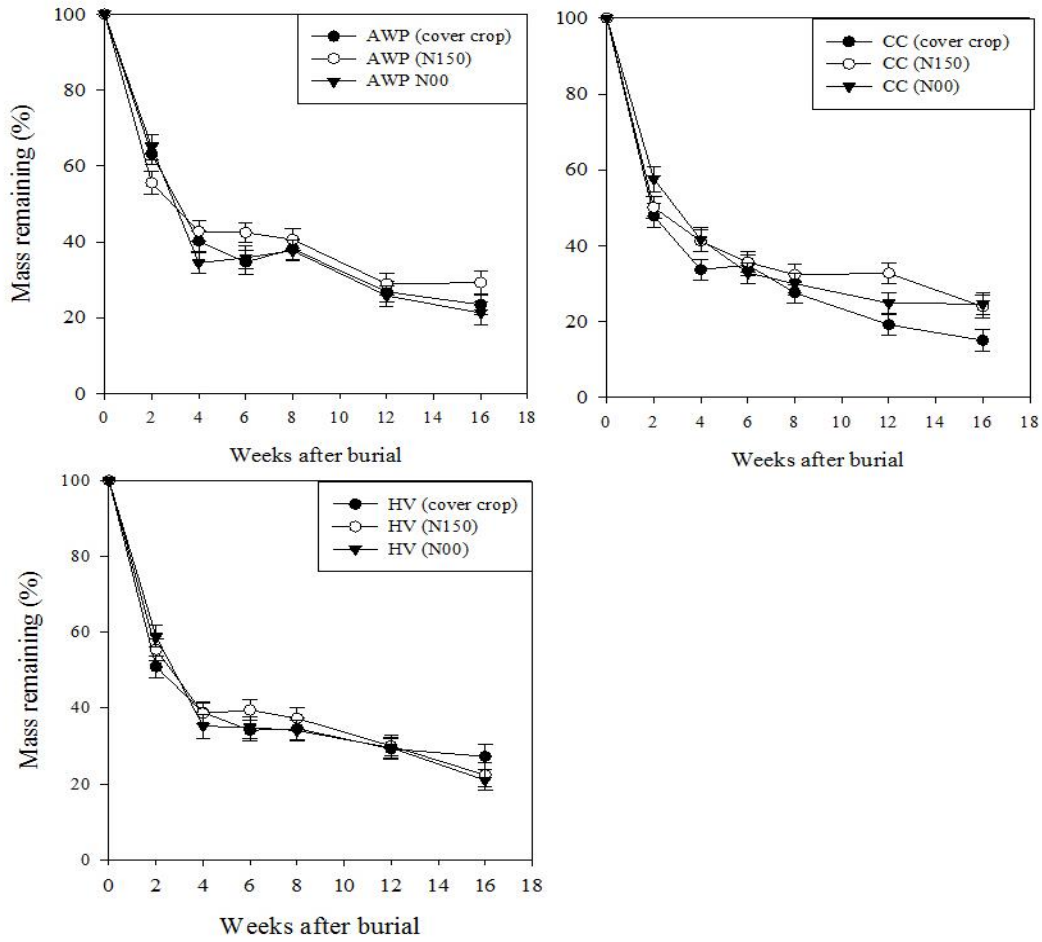 100
80
60
40
20
0
Mass remaining (%)
AWP (cover crop)
AWP (N150)
AWP N00
0 2 4 6 8 10 12 14 16 18
Weeks after burial
100
80
60
40
20
0
CC (cover crop)
CC (N150)
CC (N00)
0 2 4 6 8 10 12 14 16 18
Weeks after burial
100
80
60
40
20
0
Mass remaining (%)
HV (cover crop)
HV (N150)
HV (N00)
0 2 4 6 8 10 12 14 16 18
Weeks after burial